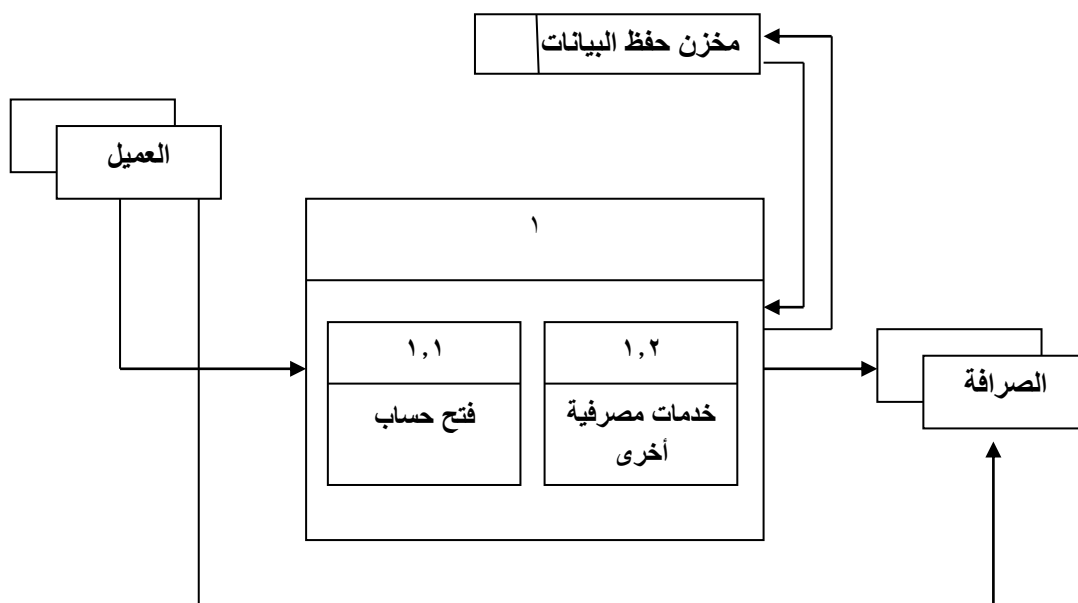 مخزن حفظ البيانات
العميل
١
١,١
١,٢
فتح حساب
خدمات مصرفية
أخرى
الصرافة